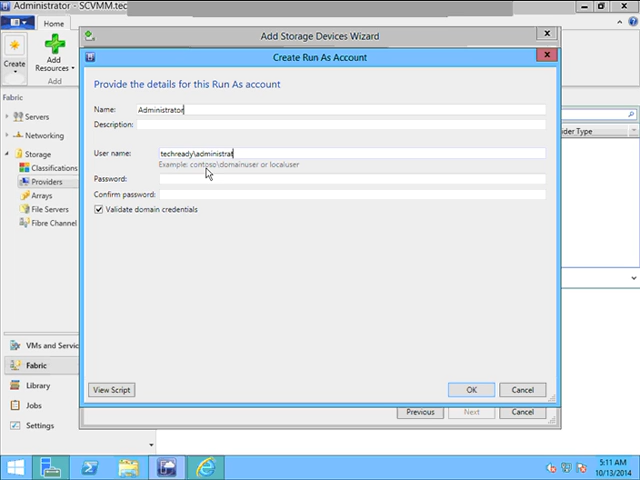 Administrator - SCVMM.tec
Home
Create
Add
Resources
Add
Fabric
Servers
Networking
Storage
Classifications
Providers
Arrays
File Servers
Fibre Channel
VMs and Servic
Fabric
Library
Jobs
Settings
Add Storage Devices Wizard
Create Run As Account
Provide the details for this Run As account
Name: Administrator
Description:
User name: techready\administrat
Example: contoso\domainuser or localuser
Password:
Confirm password:
Validate domain credentials
View Script
OK
Cancel
Previous
Next
Cancel
der Type
5:11 AM
10/13/2014